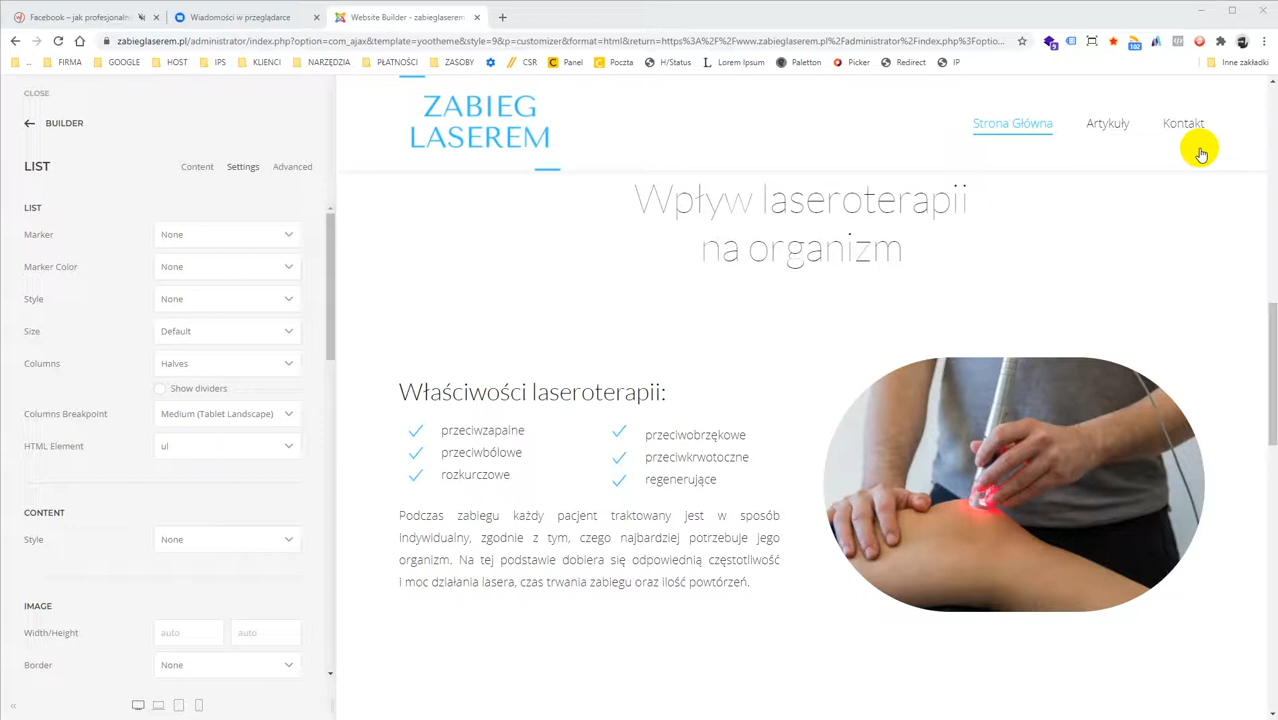 Facebook – jak profesjonaln
Wiadomości w przeglądarce
Website Builder - zabieglaserem
zabieglaserem.pl/administrator/index.php?option=com_ajax&template=yootheme&style=9&p=customizer&format=html&return=https%3A%2F%2Fwww.zabieglaserem.pl%2Fadministrator%2Findex.php%3Foptio...
9
102
..
FIRMA
GOOGLE
HOST
IPS
KLIENCI
NARZĘDZIA
PŁATNOŚCI
ZASOBY
CSR
Panel
Poczta
H/Status
Lorem Ipsum
Paletton
Picker
Redirect
IP
Inne zakładki
CLOSE
BUILDER
LIST
Content
Settings
Advanced
LIST
Marker
None
Marker Color
None
Style
None
Size
Default
Columns
Halves
Show dividers
Columns Breakpoint
Medium (Tablet Landscape)
HTML Element
ul
CONTENT
Style
None
IMAGE
Width/Height
auto
auto
Border
None
ZABIEG
LASEREM
Strona Główna
Artykuły
Kontakt
Wpływ laseroterapii
na organizm
Właściwości laseroterapii:
przeciwzapalne
przeciwbólowe
rozkurczowe
przeciwobrzękowe
przeciwkrwotoczne
regenerujące
Podczas zabiegu każdy pacjent traktowany jest w sposób
indywidualny, zgodnie z tym, czego najbardziej potrzebuje jego
organizm. Na tej podstawie dobiera się odpowiednią częstotliwość
i moc działania lasera, czas trwania zabiegu oraz ilość powtórzeń.